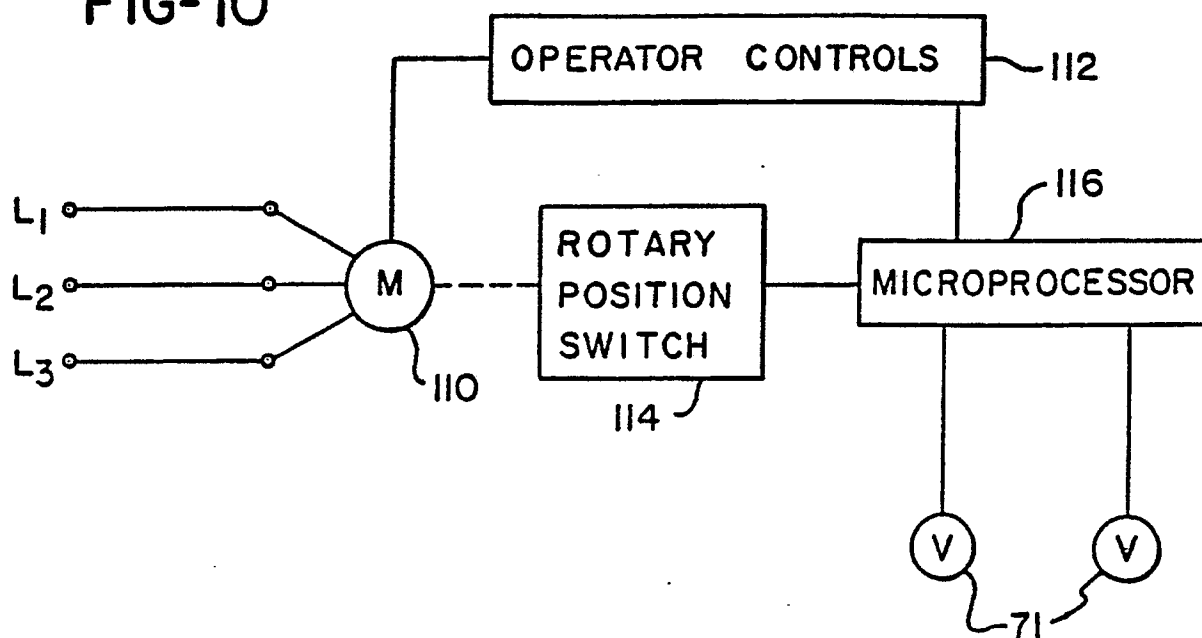 FIG-10
OPERATOR CONTROLS
112
116
L1
ROTARY
POSITION
SWITCH
MICROPROCESSOR
M
L2
L3
110
114
V
V
71